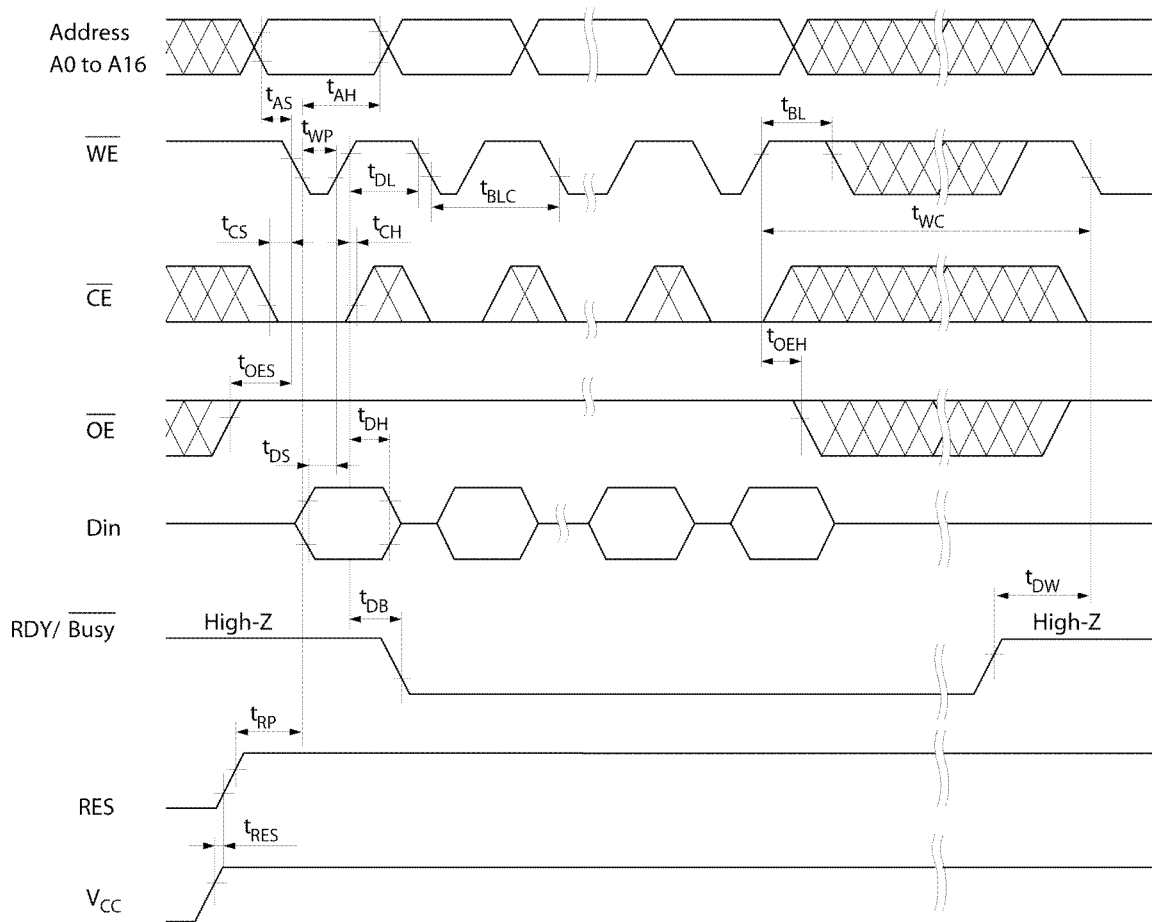 Address
A0 to A16
tAS
tAH
tBL
WE
tWP
tDL
tBLC
tWC
tCS
tCH
CE
tOEH
tOES
OE
tDH
tDS
Din
tDW
tDB
RDY/ Busy
High-Z
High-Z
tRP
RES
tRES
VCC